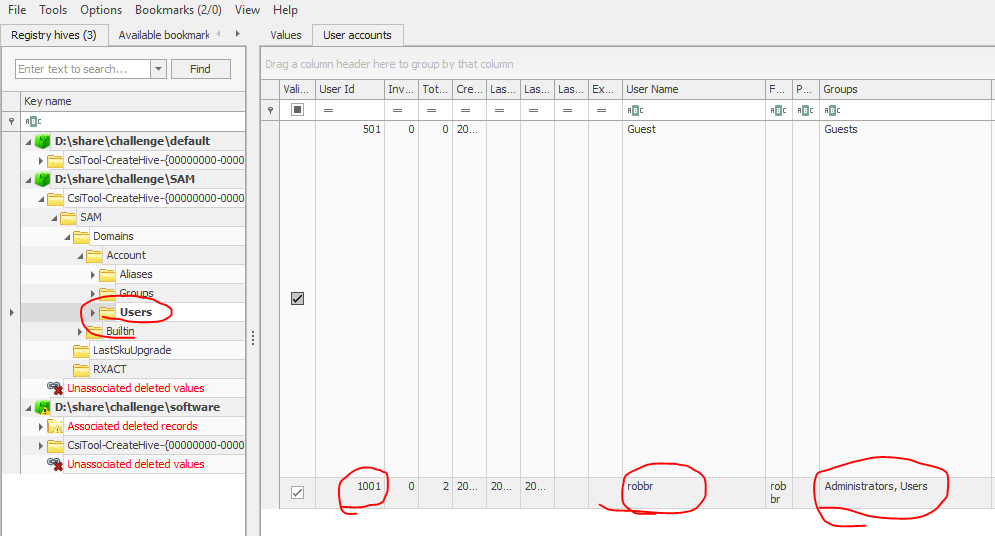 File Tools Options Bookmarks (2/0) View Help
Registry hives (3) Available bookmark
Values User accounts
Enter text to search... Find
Drag a column header here to group by that column
Key name
Vali... User Id Inv... Tot... Cre... Las... Las... Las... Ex... User Name F... P... Groups
D:\share\challenge\default
CsiTool-CreateHive-{00000000-0000
D:\share\challenge\SAM
CsiTool-CreateHive-{00000000-0000
SAM
Domains
Account
Aliases
Groups
Users
Builtin
LastSkuUpgrade
RXACT
Unassociated deleted values
D:\share\challenge\software
Associated deleted records
CsiTool-CreateHive-{00000000-0000
Unassociated deleted values
501 0 0 20... Guest Guests
1001 0 2 20... 20... 20... robbr rob Administrators, Users
br